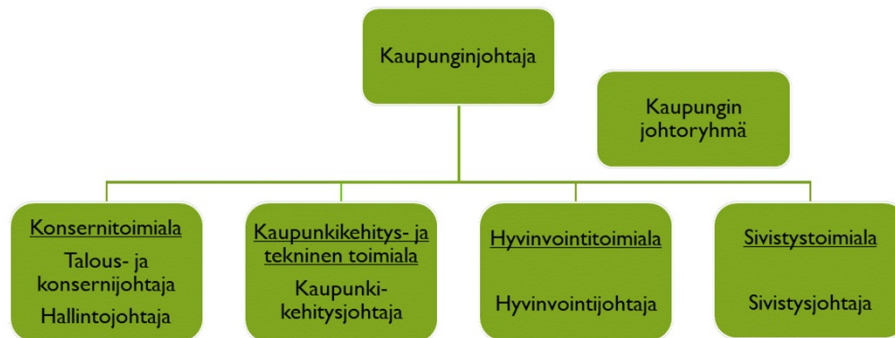 Kaupunginjohtaja
Kaupungin
johtoryhmä
Konsernitoimiala
Talous- ja
konsernijohtaja
Hallintojohtaja
Kaupunkikehitys- ja
tekninen toimiala
Kaupunki-
kehitysjohtaja
Hyvinvointitoimiala
Hyvinvointijohtaja
Sivistystoimiala
Sivistysjohtaja